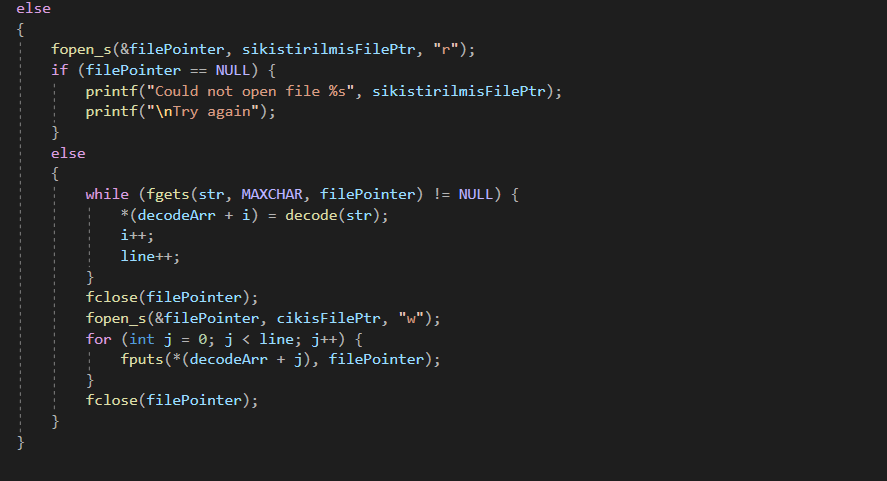 else
{
    fopen_s(&filePointer, sikistirilmisFilePtr, "r");
    if (filePointer == NULL) {
        printf("Could not open file %s", sikistirilmisFilePtr);
        printf("\nTry again");
    }
    else
    {
        while (fgets(str, MAXCHAR, filePointer) != NULL) {
            *(decodeArr + i) = decode(str);
            i++;
            line++;
        }
        fclose(filePointer);
        fopen_s(&filePointer, cikisFilePtr, "w");
        for (int j = 0; j < line; j++) {
            fputs(*(decodeArr + j), filePointer);
        }
        fclose(filePointer);
    }
}